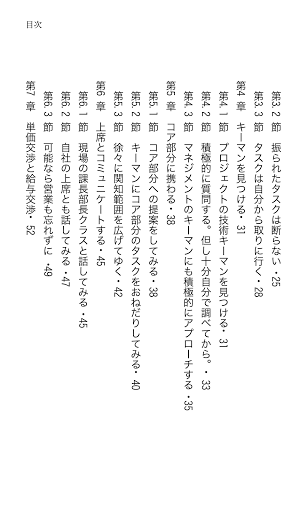 目次
第3.2 節 振られたタスクは断らない・25
第3.3 節 タスクは自分から取りに行く・28
第4 章 キーマンを見つける・31
第4.1 節 プロジェクトの技術キーマンを見つける・31
第4.2 節 積極的に質問する。但し十分自分で調べてから。・33
第4.3 節 マネジメントのキーマンにも積極的にアプローチする・35
第5 章 コア部分に携わる・38
第5.1 節 コア部分への提案をしてみる・38
第5.2 節 キーマンにコア部分のタスクをおねだりしてみる・40
第5.3 節 徐々に関知範囲を広げてゆく・42
第6 章 上席とコミュニケートする・45
第6.1 節 現場の課長部長クラスと話してみる・45
第6.2 節 自社の上席とも話してみる・47
第6.3 節 可能なら営業も忘れずに・49
第7 章 単価交渉と給与交渉・52